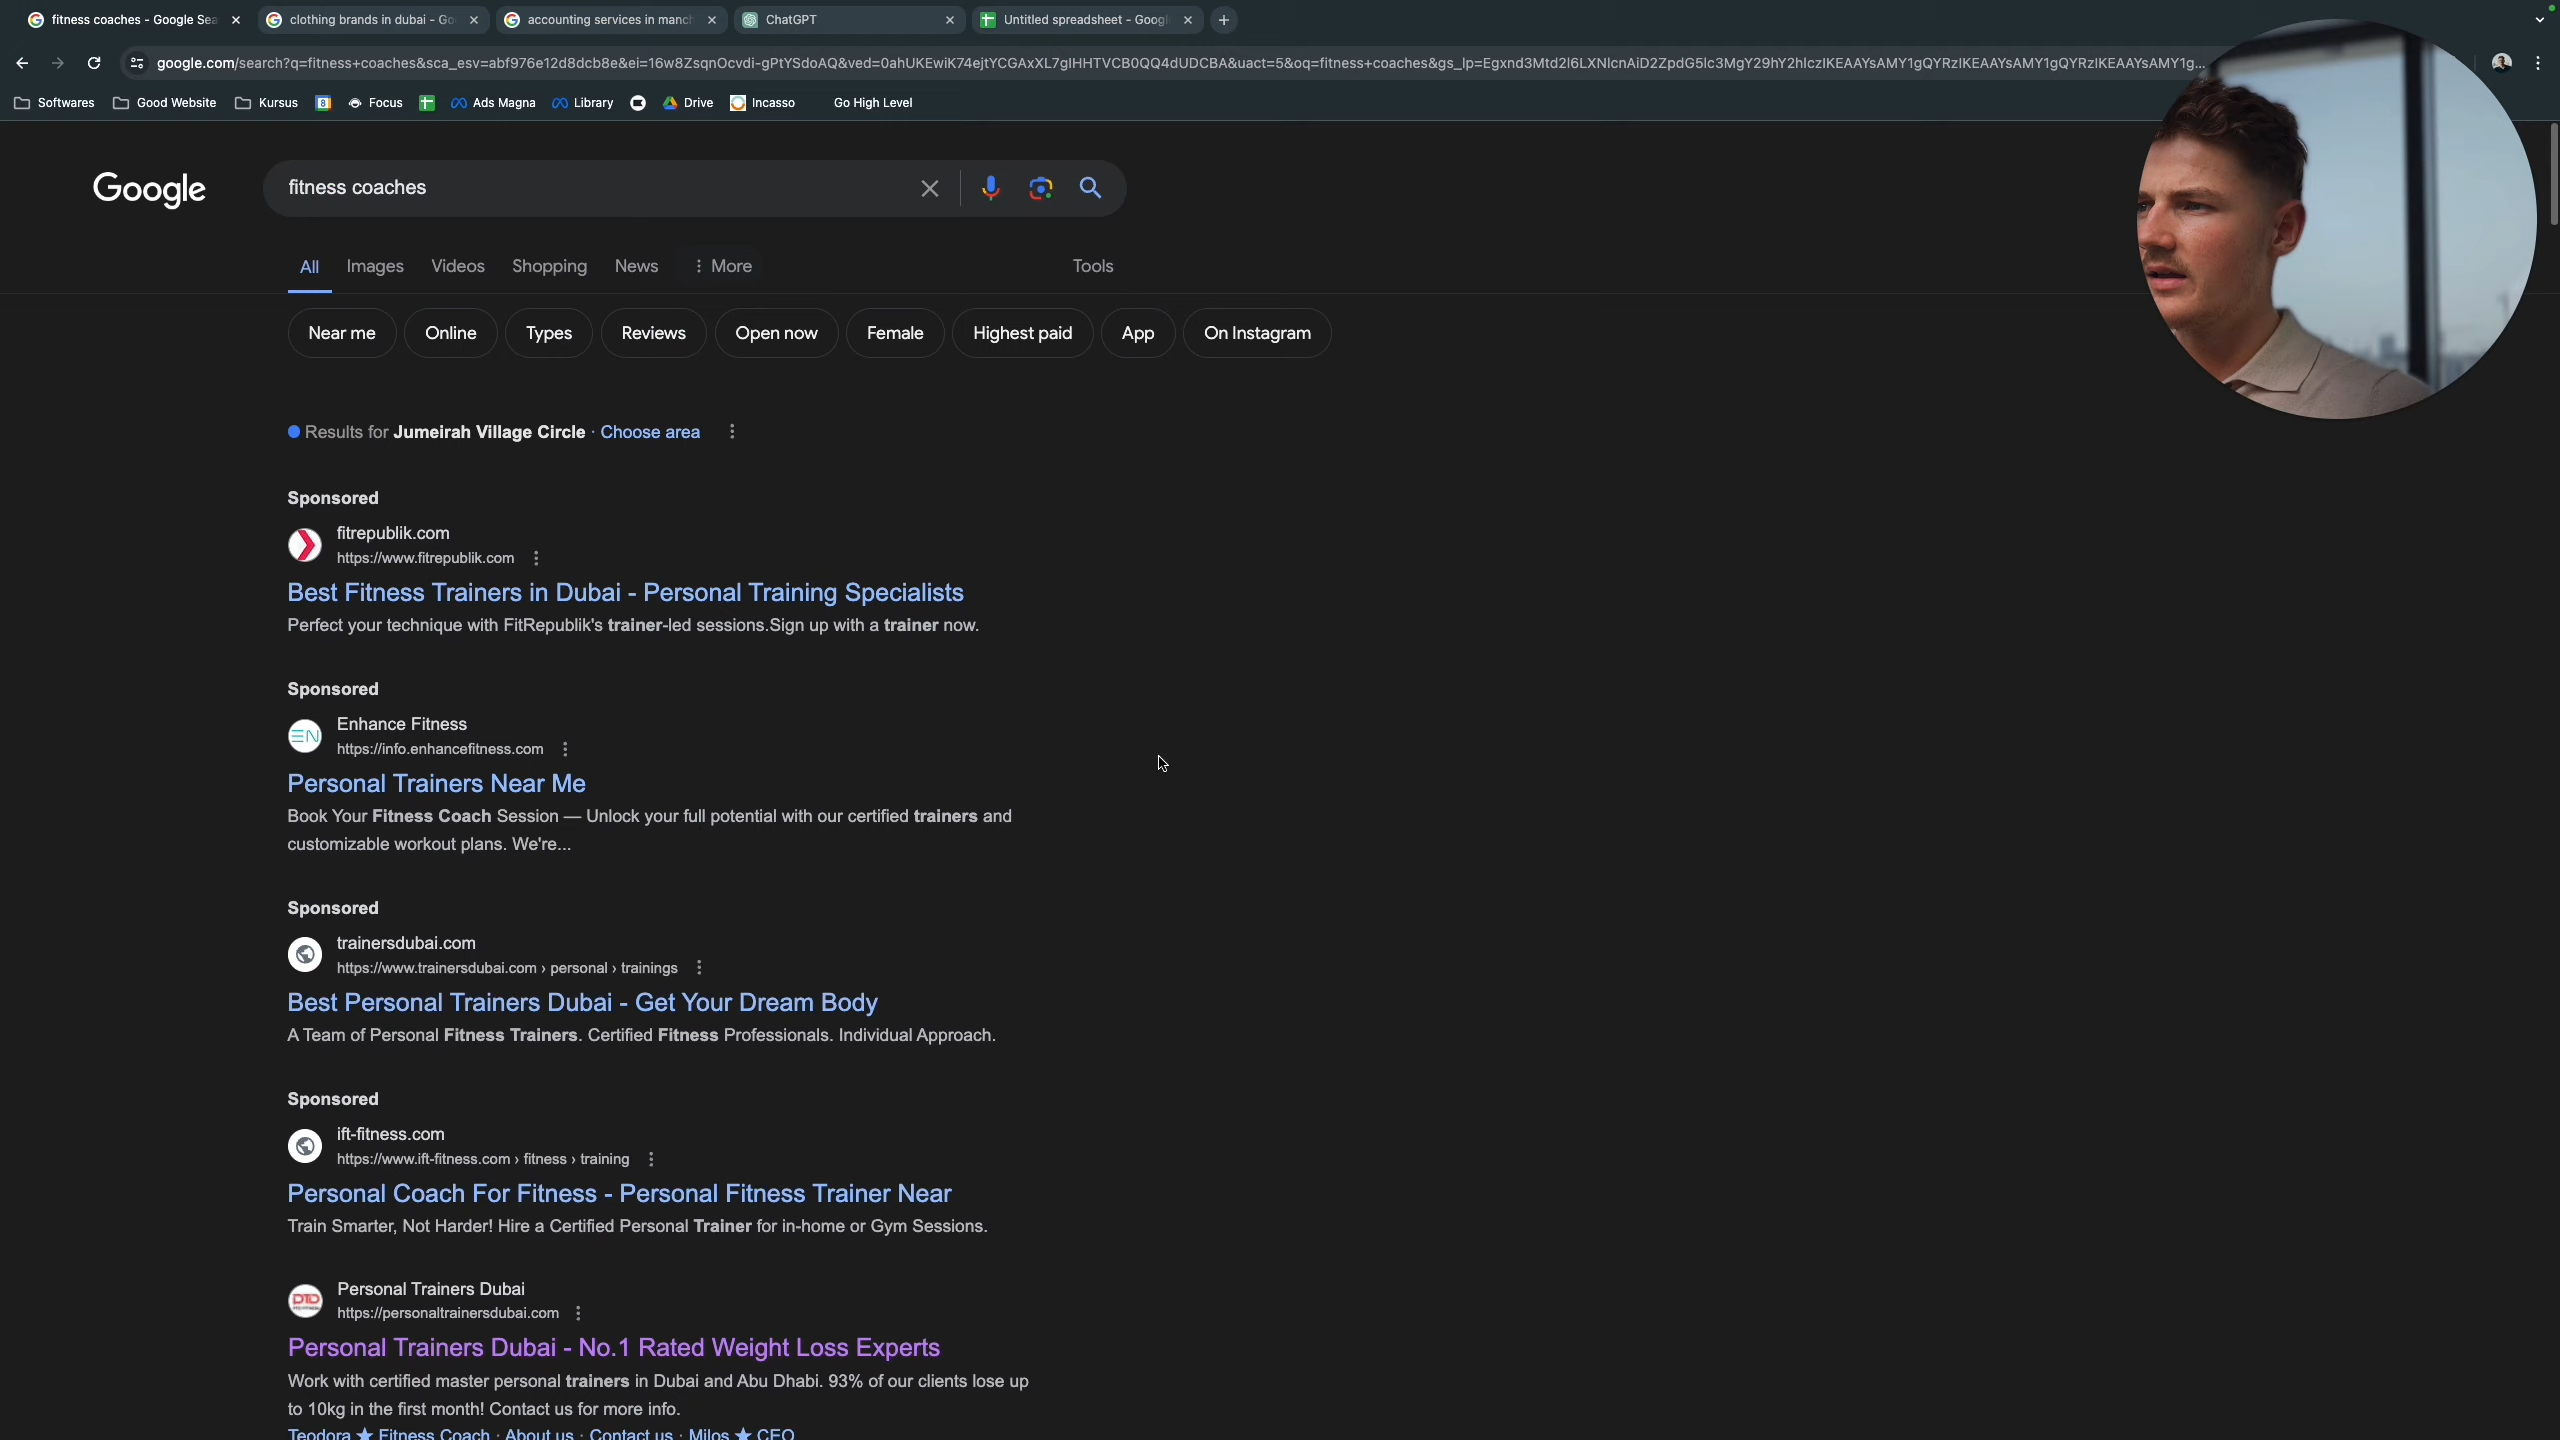 fitness coaches - Google Sea
clothing brands in dubai - Go
accounting services in manch
ChatGPT
Untitled spreadsheet - Googl
google.com/search?q=fitness+coaches&sca_esv=abf976e12d8dcb8e&ei=16w8ZsqnOcvdi-gPtYSdoAQ&ved=0ahUKEwiK74ejtYCGAxXL7gIHHTVCB0QQ4dUDCBA&uact=5&oq=fitness+coaches&gs_lp=Egxnd3Mtd2l6LXNlcnAiD2ZpdG5lc3MgY29hY2hlczIKEAAYsAMY1gQYRzIKEAAYsAMY1gQYRzIKEAAYsAMY1g...
Softwares
Good Website
Kursus
8
Focus
Ads Magna
Library
Drive
Incasso
Go High Level
Google
fitness coaches
All
Images
Videos
Shopping
News
More
Tools
Near me
Online
Types
Reviews
Open now
Female
Highest paid
App
On Instagram
Results for Jumeirah Village Circle · Choose area
Sponsored
fitrepublik.com
https://www.fitrepublik.com
Best Fitness Trainers in Dubai - Personal Training Specialists
Perfect your technique with FitRepublik's trainer-led sessions.Sign up with a trainer now.
Sponsored
EN
Enhance Fitness
https://info.enhancefitness.com
Personal Trainers Near Me
Book Your Fitness Coach Session — Unlock your full potential with our certified trainers and
customizable workout plans. We're...
Sponsored
trainersdubai.com
https://www.trainersdubai.com › personal › trainings
Best Personal Trainers Dubai - Get Your Dream Body
A Team of Personal Fitness Trainers. Certified Fitness Professionals. Individual Approach.
Sponsored
ift-fitness.com
https://www.ift-fitness.com › fitness › training
Personal Coach For Fitness - Personal Fitness Trainer Near
Train Smarter, Not Harder! Hire a Certified Personal Trainer for in-home or Gym Sessions.
Personal Trainers Dubai
https://personaltrainersdubai.com
Personal Trainers Dubai - No.1 Rated Weight Loss Experts
Work with certified master personal trainers in Dubai and Abu Dhabi. 93% of our clients lose up
to 10kg in the first month! Contact us for more info.
Teodora ★ Fitness Coach · About us · Contact us · Milos ★ CEO